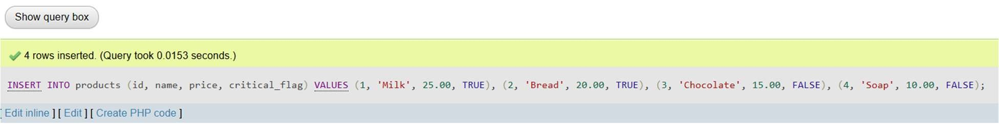 Show query box
4 rows inserted. (Query took 0.0153 seconds.)
INSERT INTO products (id, name, price, critical_flag) VALUES (1, 'Milk', 25.00, TRUE), (2, 'Bread', 20.00, TRUE), (3, 'Chocolate', 15.00, FALSE), (4, 'Soap', 10.00, FALSE);
[ Edit inline ] [ Edit ] [ Create PHP code ]